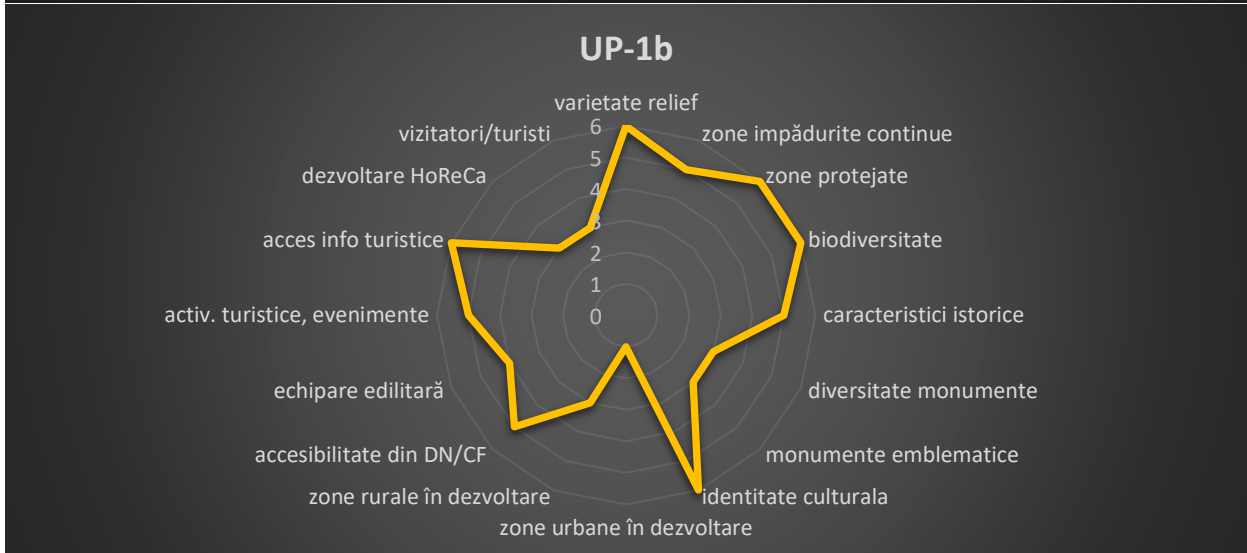 UP-1b
varietate relief
zone impădurite continue
zone protejate
biodiversitate
caracteristici istorice
diversitate monumente
monumente emblematice
identitate culturala
zone urbane în dezvoltare
zone rurale în dezvoltare
accesibilitate din DN/CF
echipare edilitară
activ. turistice, evenimente
acces info turistice
dezvoltare HoReCa
vizitatori/turisti
6
5
4
3
2
1
0